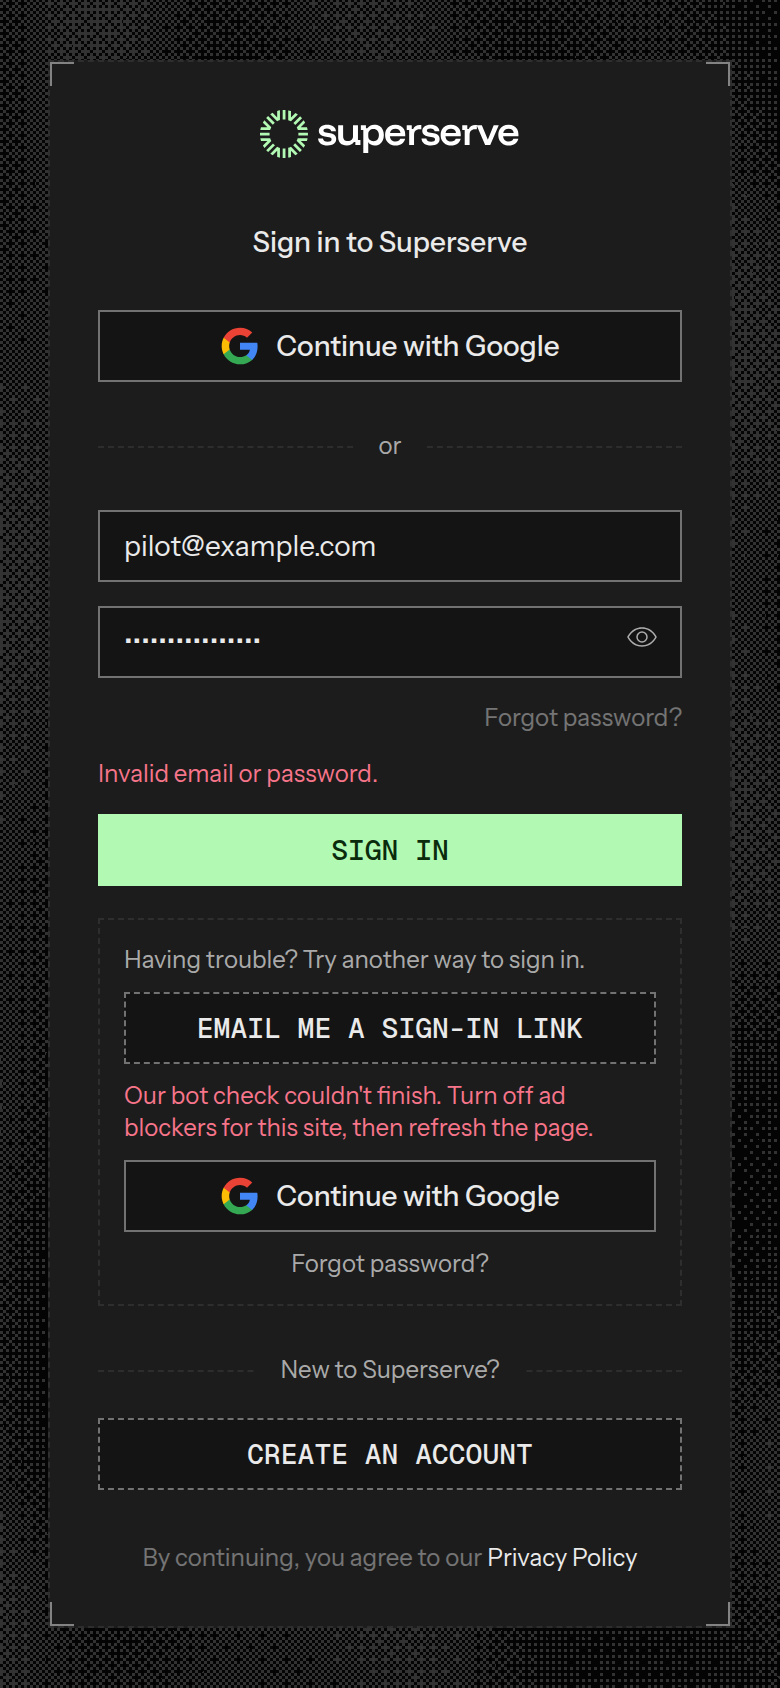 superserve
Sign in to Superserve
Continue with Google
or
pilot@example.com
Forgot password?
Invalid email or password.
SIGN IN
Having trouble? Try another way to sign in.
EMAIL ME A SIGN-IN LINK
Our bot check couldn't finish. Turn off ad
blockers for this site, then refresh the page.
Continue with Google
Forgot password?
New to Superserve?
CREATE AN ACCOUNT
By continuing, you agree to our Privacy Policy